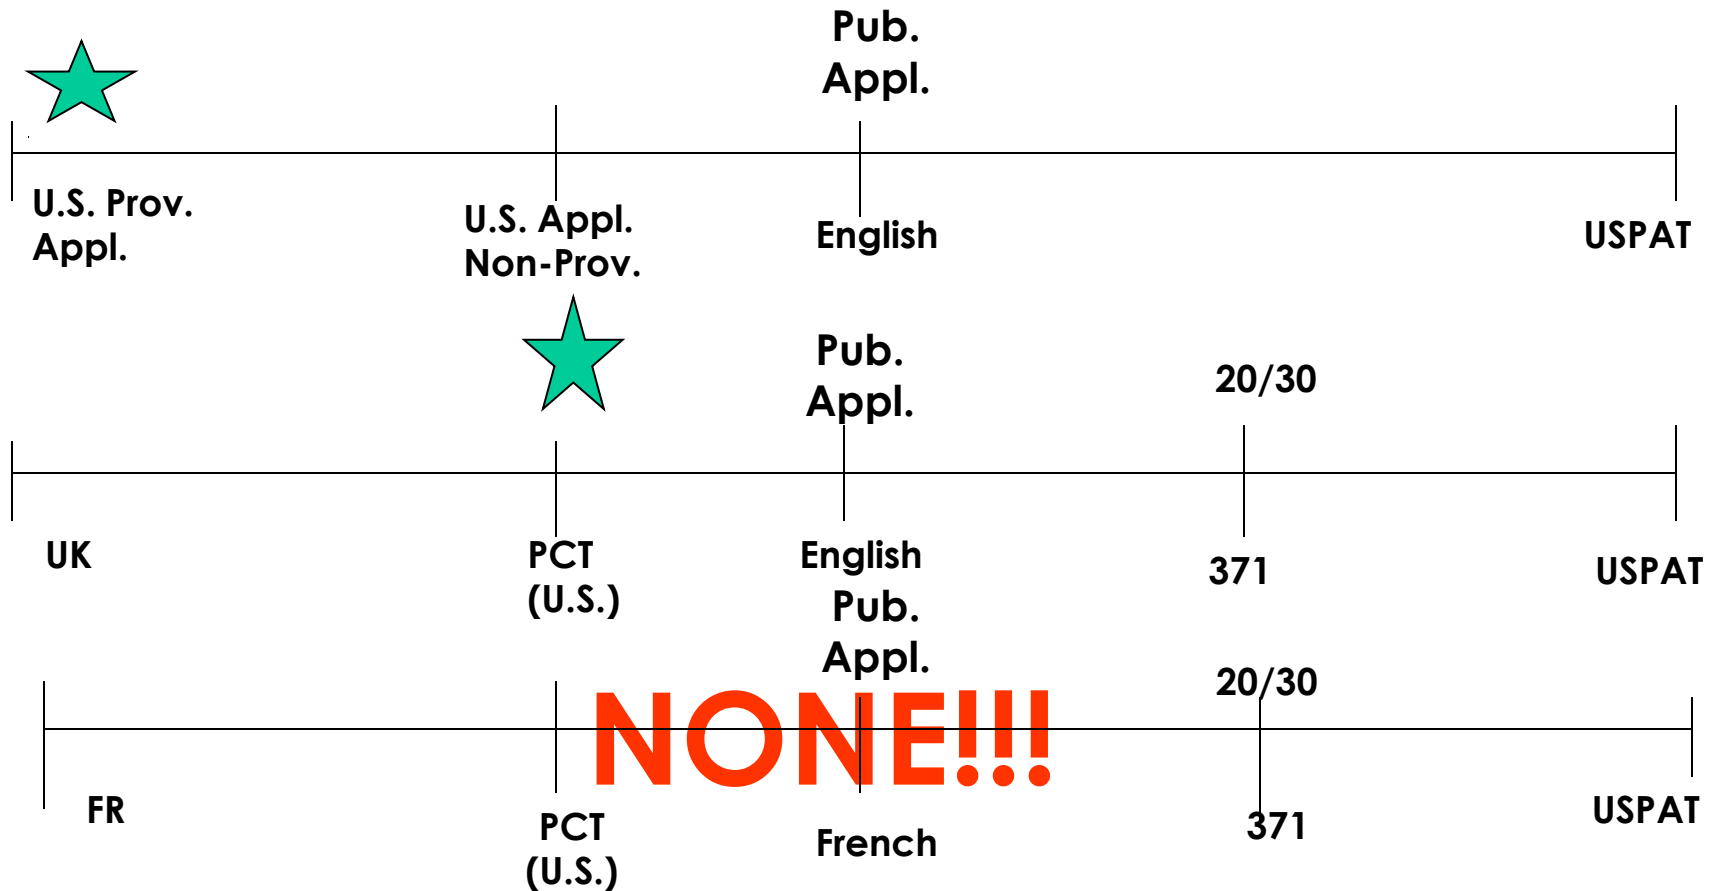 Pub.
Appl.
U.S. Prov.
Appl.
U.S. Appl.
Non-Prov.
English
USPAT
Pub.
Appl.
20/30
UK
PCT
(U.S.)
English
371
USPAT
Pub.
Appl.
20/30
NONE!!!
FR
PCT
(U.S.)
French
371
USPAT